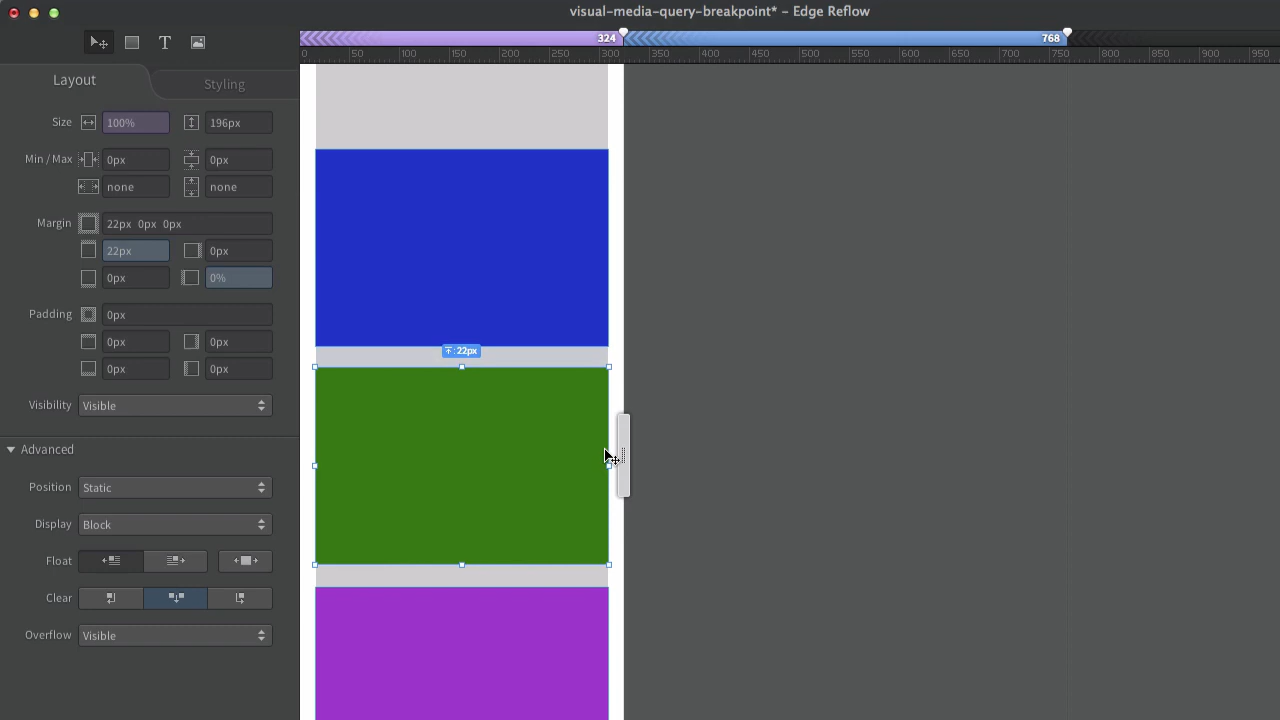 visual-media-query-breakpoint* – Edge Reflow
T
324
768
0 50 100 150 200 250 300 350 400 450 500 550 600 650 700 750 800 850 900 950
Layout
Styling
Size 100% 196px
Min / Max 0px 0px
none none
Margin 22px 0px 0px
22px 0px
0px 0%
Padding 0px
0px 0px
0px 0px
Visibility Visible
Advanced
Position Static
Display Block
Float
Clear
Overflow Visible
: 22px